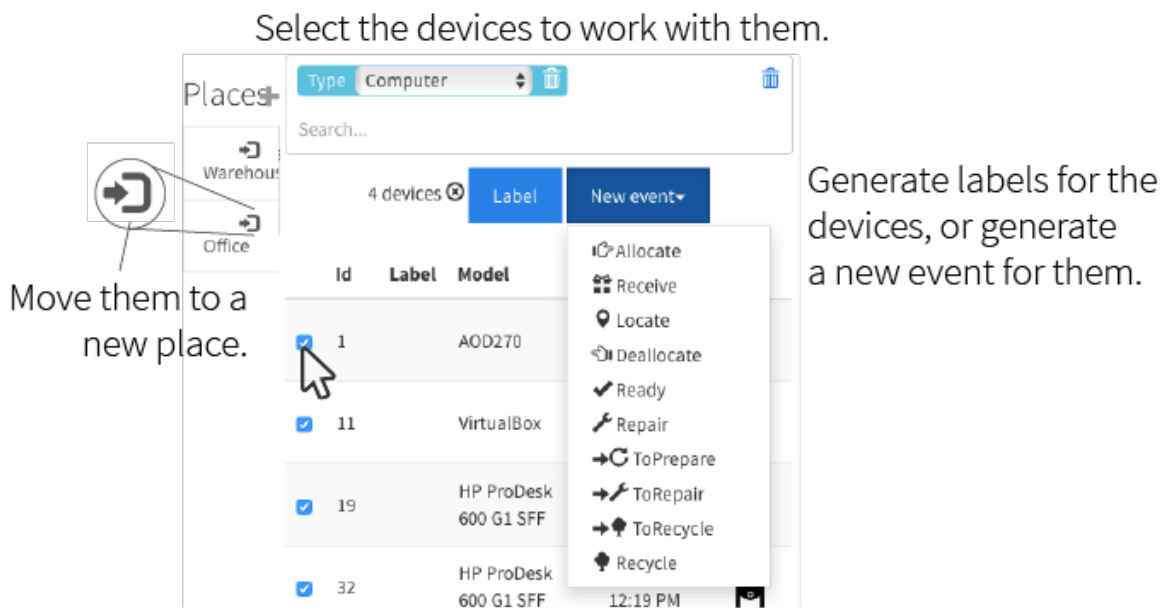 Select the devices to work with them.
Places
Type Computer
Search...
Warehous
Office
4 devices Label New event
Move them to a
new place.
Generate labels for the
devices, or generate
a new event for them.
Allocate
Receive
Locate
Deallocate
Ready
Repair
ToPrepare
ToRepair
ToRecycle
Recycle
Id Label Model
1 AOD270
11 VirtualBox
19 HP ProDesk
600 G1 SFF
32 HP ProDesk
600 G1 SFF 12:19 PM